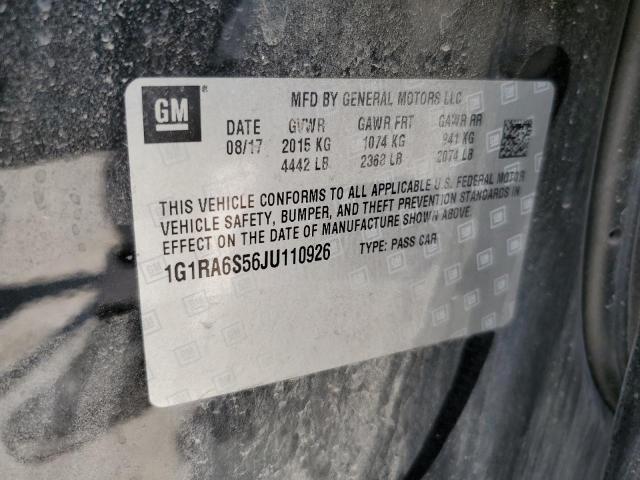 GM
MFD BY GENERAL MOTORS LLC
DATE GVWR GAWR FRT GAWR RR
08/17 2015 KG 1074 KG 941 KG
4442 LB 2368 LB 2074 LB
THIS VEHICLE CONFORMS TO ALL APPLICABLE U.S. FEDERAL MOTOR
VEHICLE SAFETY, BUMPER, AND THEFT PREVENTION STANDARDS IN
EFFECT ON THE DATE OF MANUFACTURE SHOWN ABOVE.
1G1RA6S56JU110926 TYPE: PASS CAR